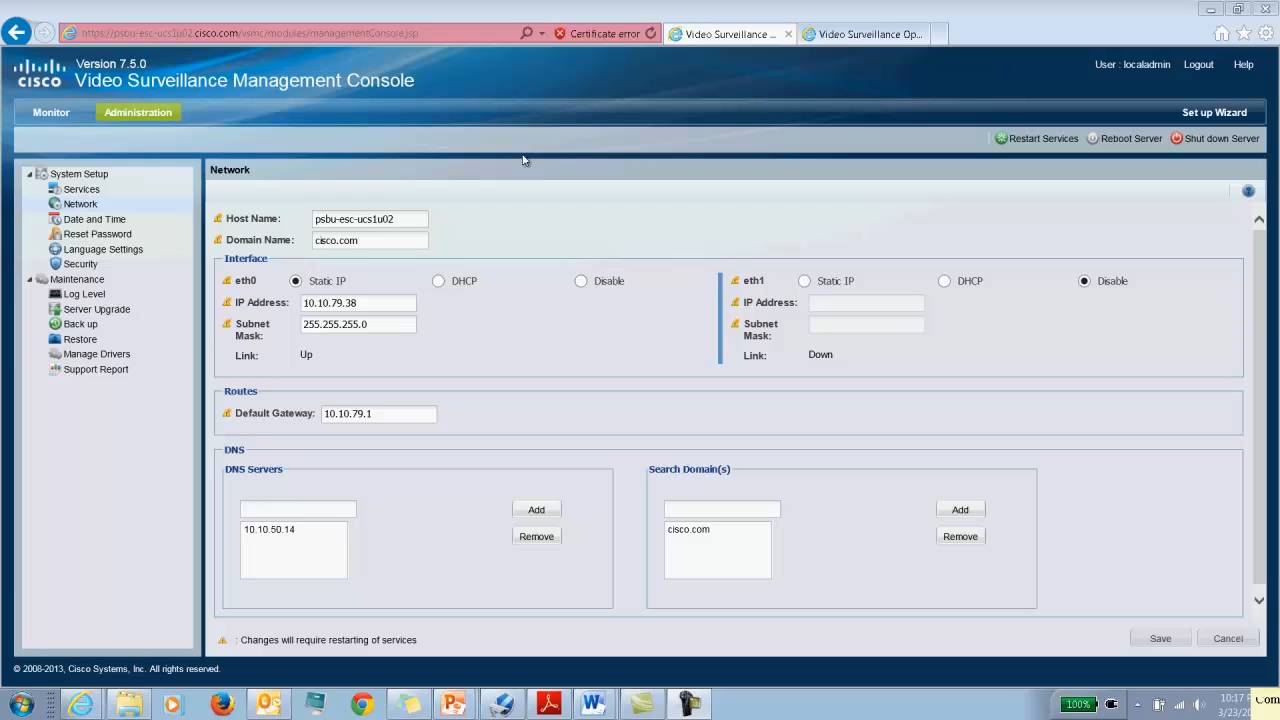 https://psbu-esc-ucs1u02.cisco.com/vsmc/modules/managementConsole.jsp
Certificate error
Video Surveillance ...
Video Surveillance Op...
cisco
Version 7.5.0
Video Surveillance Management Console
User : localadmin
Logout
Help
Monitor
Administration
Set up Wizard
Restart Services
Reboot Server
Shut down Server
System Setup
Services
Network
Date and Time
Reset Password
Language Settings
Security
Maintenance
Log Level
Server Upgrade
Back up
Restore
Manage Drivers
Support Report
Network
Host Name: psbu-esc-ucs1u02
Domain Name: cisco.com
Interface
eth0 Static IP DHCP Disable
IP Address: 10.10.79.38
Subnet Mask: 255.255.255.0
Link: Up
eth1 Static IP DHCP Disable
IP Address:
Subnet Mask:
Link: Down
Routes
Default Gateway: 10.10.79.1
DNS
DNS Servers
Add
10.10.50.14
Remove
Search Domain(s)
Add
cisco.com
Remove
: Changes will require restarting of services
Save
Cancel
© 2008-2013, Cisco Systems, Inc. All rights reserved.
100%
10:17 P
3/23/20
Com